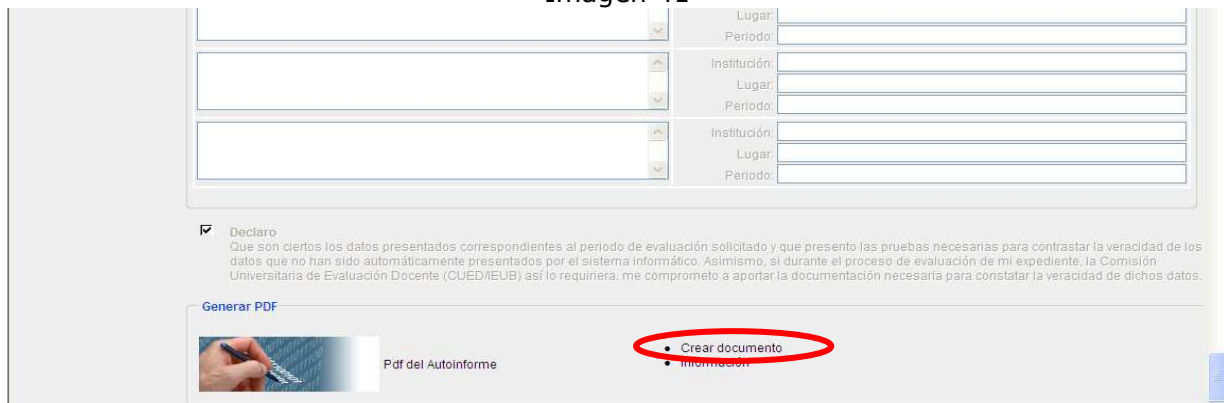 Imagen 41
Lugar:
Periodo:
Institución:
Lugar:
Periodo:
Institución:
Lugar:
Periodo:
Declaro
Que son ciertos los datos presentados correspondientes al periodo de evaluación solicitado y que presento las pruebas necesarias para contrastar la veracidad de los
datos que no han sido automáticamente presentados por el sistema informático. Asimismo, si durante el proceso de evaluación de mi expediente, la Comisión
Universitaria de Evaluación Docente (CUED/IEUB) así lo requiriera, me comprometo a aportar la documentación necesaria para constatar la veracidad de dichos datos.
Generar PDF
Pdf del Autoinforme
Crear documento
Información